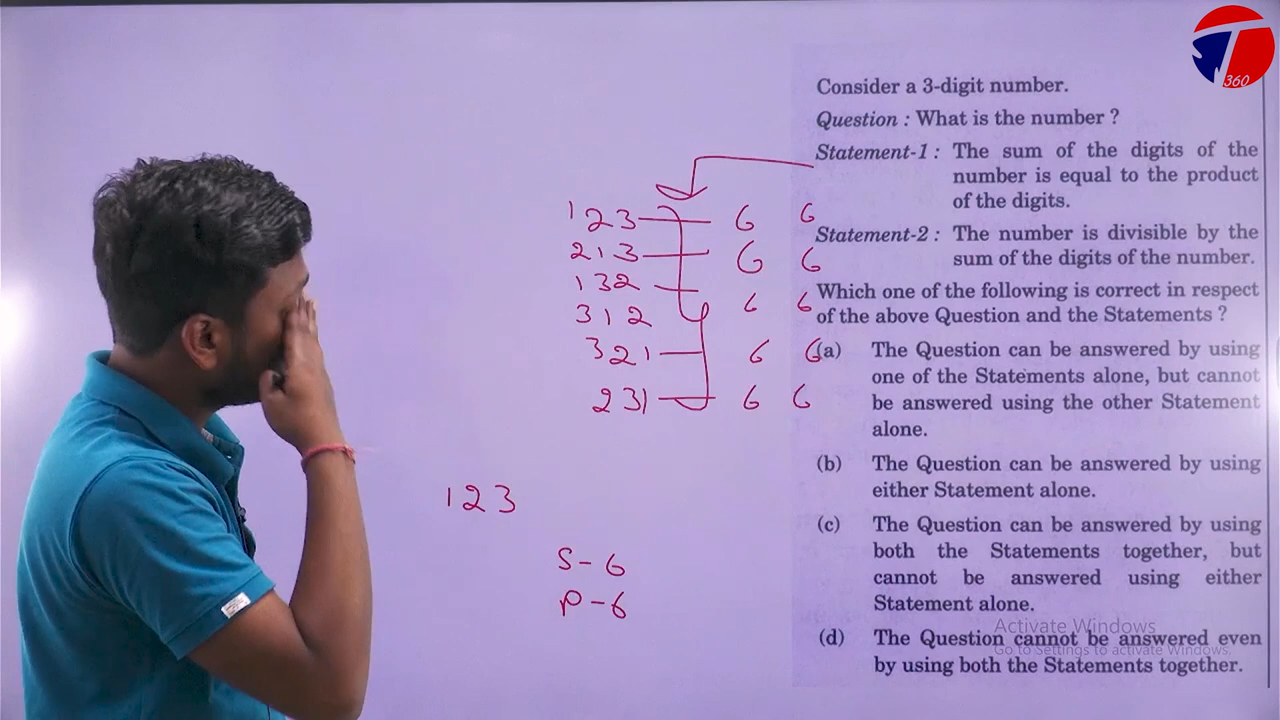 T
360
Consider a 3-digit number.
Question : What is the number ?
Statement-1 : The sum of the digits of the
number is equal to the product
of the digits.
Statement-2 : The number is divisible by the
sum of the digits of the number.
Which one of the following is correct in respect
of the above Question and the Statements ?
(a) The Question can be answered by using
one of the Statements alone, but cannot
be answered using the other Statement
alone.
(b) The Question can be answered by using
either Statement alone.
(c) The Question can be answered by using
both the Statements together, but
cannot be answered using either
Statement alone.
(d) The Question cannot be answered even
by using both the Statements together.
123 6 6
213 6 6
132 6 6
312
321 6 6
231 6 6
123
S-6
P-6
Activate Windows
Go to Settings to activate Windows.